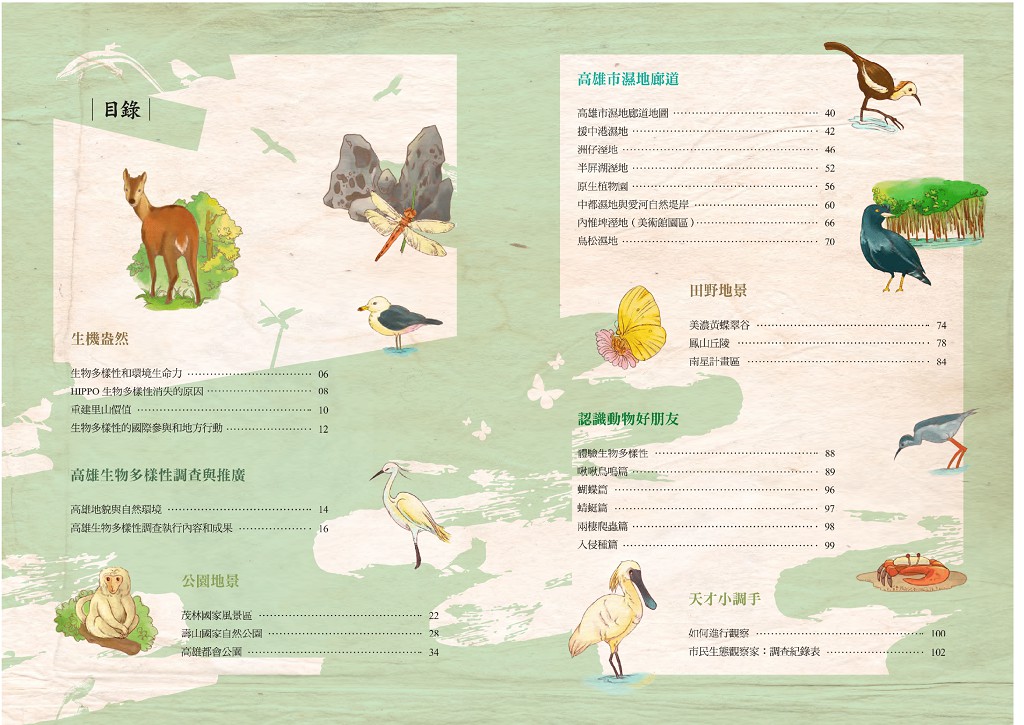 目錄
生機盎然
生物多樣性和環境生命力 06
HIPPO 生物多樣性消失的原因 08
重建里山價值 10
生物多樣性的國際參與和地方行動 12
高雄生物多樣性調查與推廣
高雄地貌與自然環境 14
高雄生物多樣性調查執行內容和成果 16
公園地景
茂林國家風景區 22
壽山國家自然公園 28
高雄都會公園 34
高雄市濕地廊道
高雄市濕地廊道地圖 40
援中港濕地 42
洲仔溼地 46
半屏湖溼地 52
原生植物園 56
中都濕地與愛河自然堤岸 60
內惟埤溼地（美術館園區） 66
鳥松濕地 70
田野地景
美濃黃蝶翠谷 74
鳳山丘陵 78
南星計畫區 84
認識動物好朋友
體驗生物多樣性 88
啾啾鳥鳴篇 89
蝴蝶篇 96
蜻蜓篇 97
兩棲爬蟲篇 98
入侵種篇 99
天才小調手
如何進行觀察 100
市民生態觀察家：調查紀錄表 102